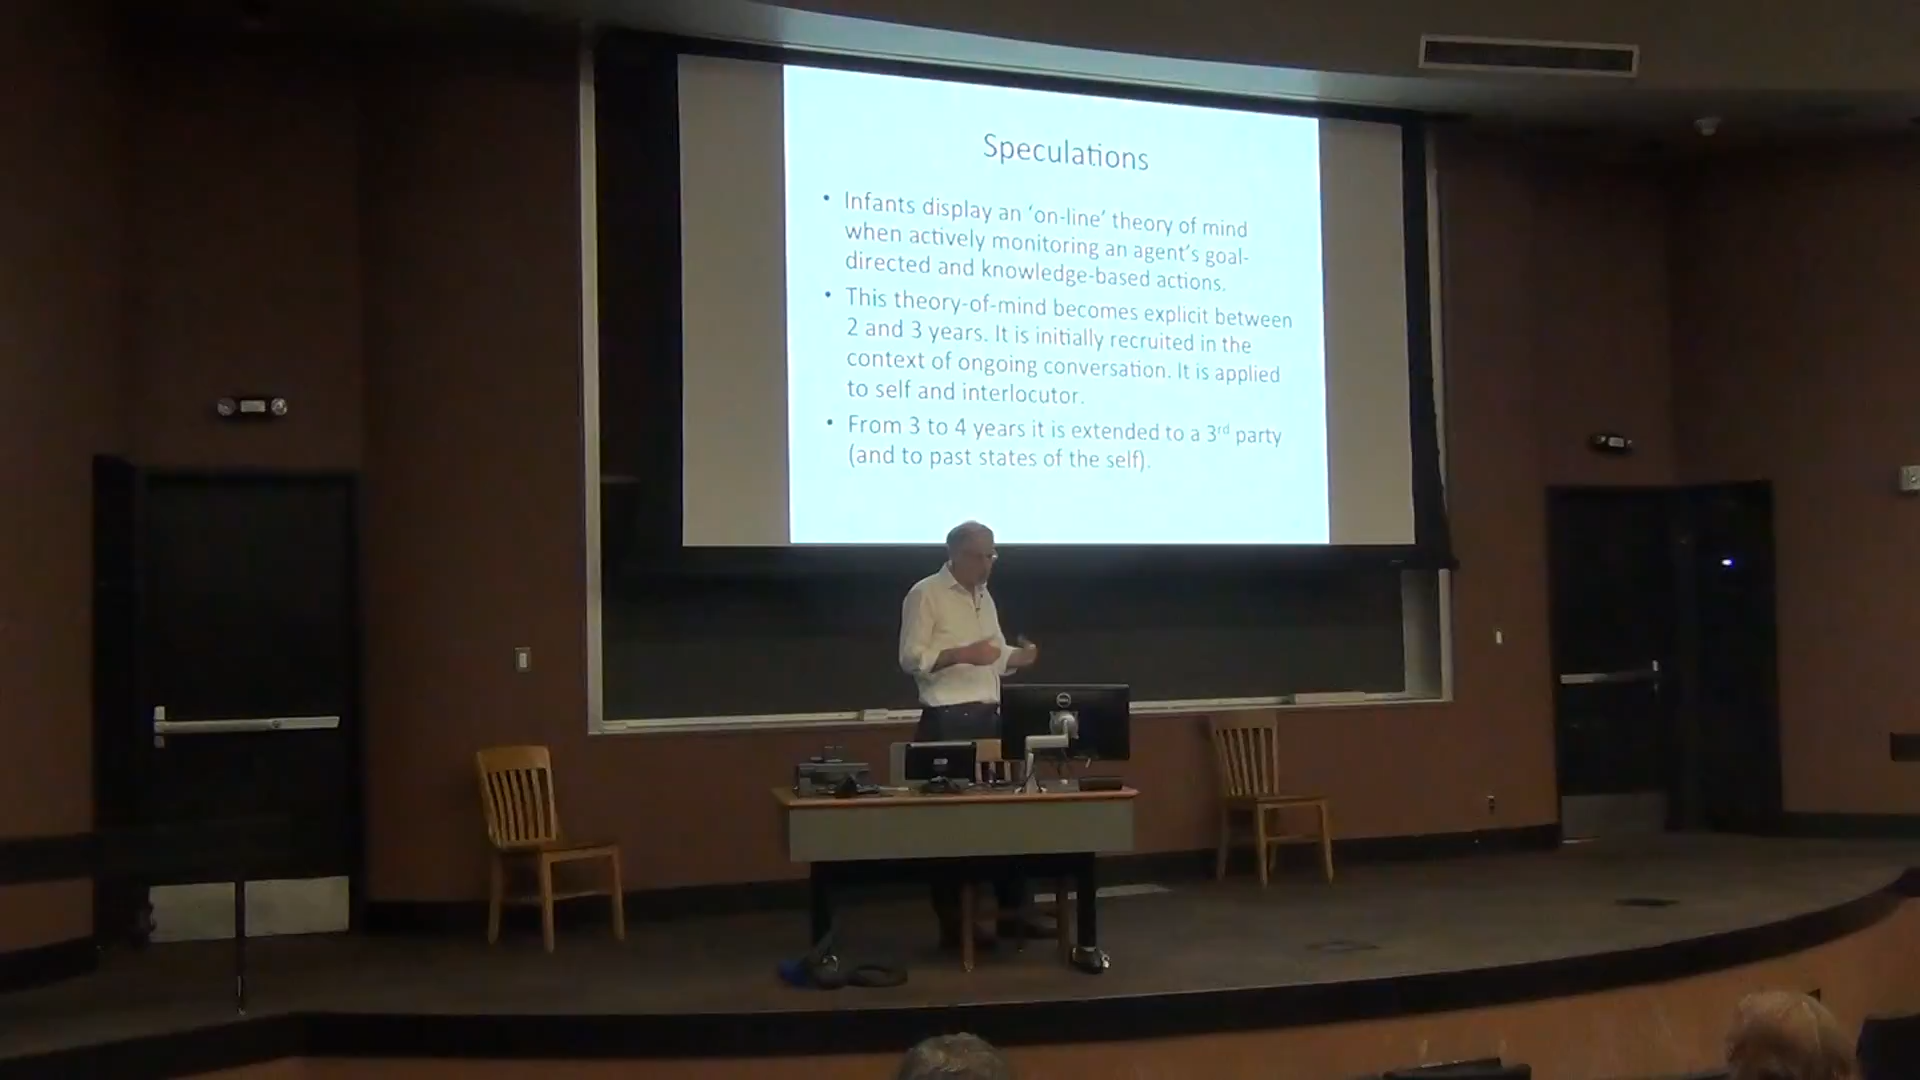 Speculations
• Infants display an ‘on-line’ theory of mind
when actively monitoring an agent’s goal-
directed and knowledge-based actions.
• This theory-of-mind becomes explicit between
2 and 3 years. It is initially recruited in the
context of ongoing conversation. It is applied
to self and interlocutor.
• From 3 to 4 years it is extended to a 3rd party
(and to past states of the self).